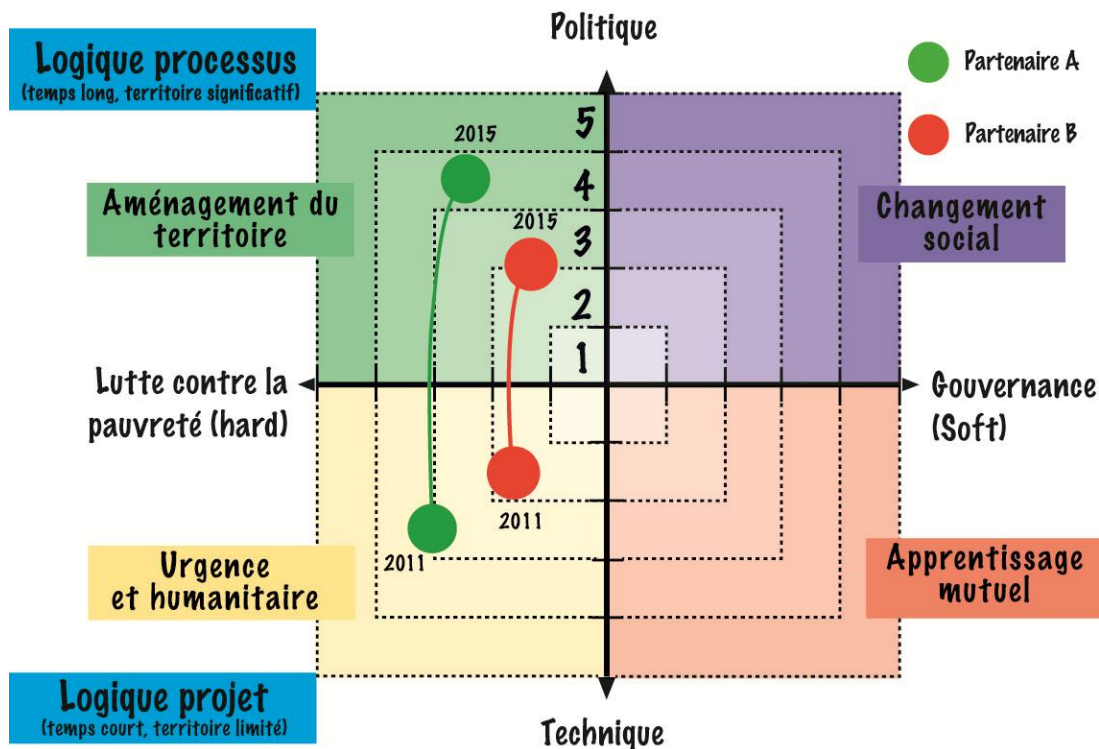 Politique
Logique processus
(temps long, territoire significatif)
Partenaire A
Partenaire B
5
2015
4
Aménagement du
territoire
2015
Changement
social
3
2
1
Lutte contre la
pauvreté (hard)
Gouvernance
(Soft)
2011
2011
Urgence
et humanitaire
Apprentissage
mutuel
Logique projet
(temps court, territoire limité)
Technique